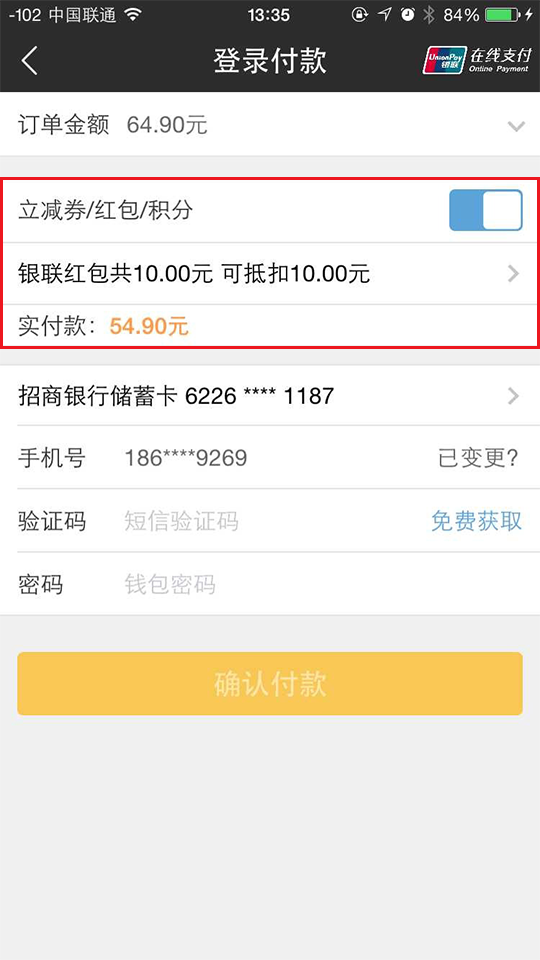 -102 中国联通 13:35 84%
登录付款
UnionPay 银联 在线支付
Online Payment
订单金额 64.90元
立减券/红包/积分
银联红包共10.00元 可抵扣10.00元
实付款：54.90元
招商银行储蓄卡 6226 **** 1187
手机号 186****9269 已变更?
验证码 短信验证码 免费获取
密码 钱包密码
确认付款